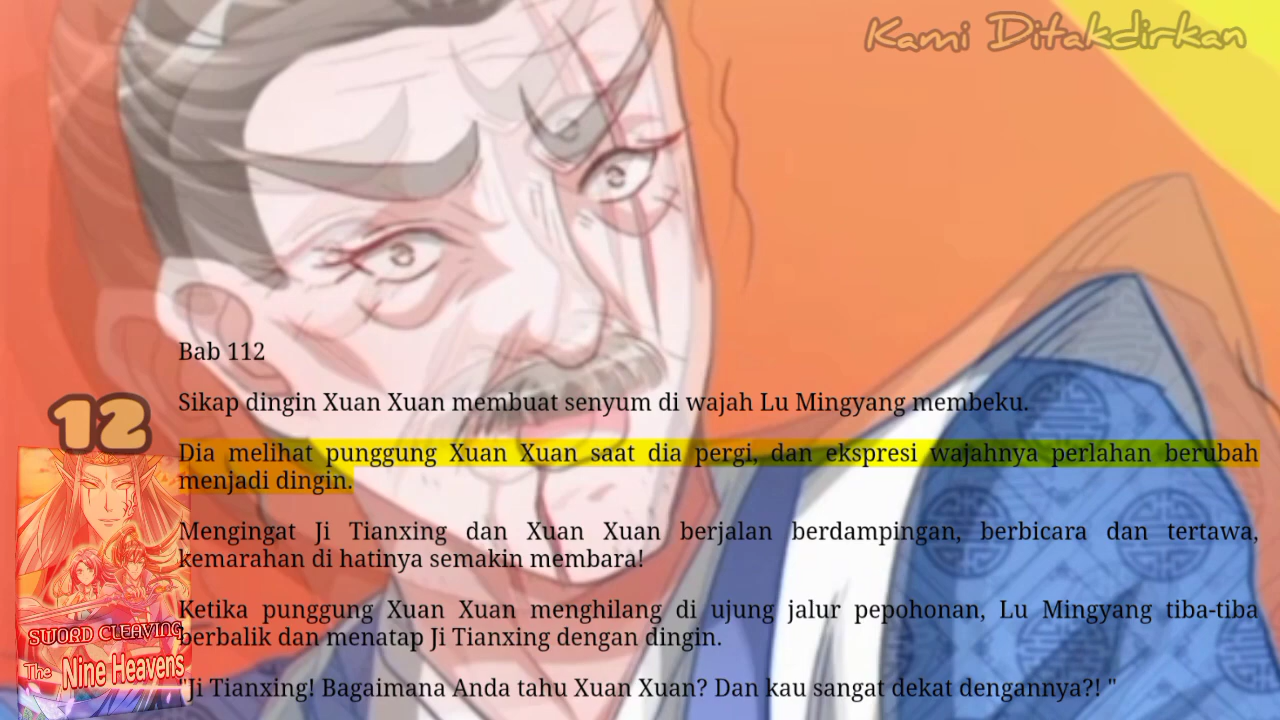 Kami Ditakdirkan
Bab 112
Sikap dingin Xuan Xuan membuat senyum di wajah Lu Mingyang membeku.
12
Dia melihat punggung Xuan Xuan saat dia pergi, dan ekspresi wajahnya perlahan berubah
menjadi dingin.
Mengingat Ji Tianxing dan Xuan Xuan berjalan berdampingan, berbicara dan tertawa,
kemarahan di hatinya semakin membara!
Ketika punggung Xuan Xuan menghilang di ujung jalur pepohonan, Lu Mingyang tiba-tiba
berbalik dan menatap Ji Tianxing dengan dingin.
SWORD CLEAVING
The Nine Heavens
"Ji Tianxing! Bagaimana Anda tahu Xuan Xuan? Dan kau sangat dekat dengannya?! "